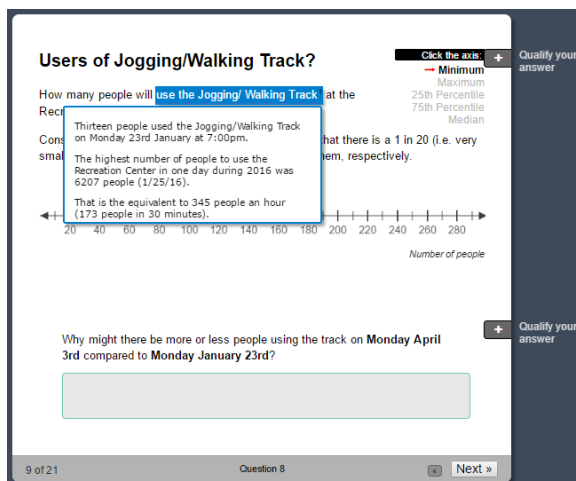 Users of Jogging/Walking Track?
Click the axis:
→ Minimum
Maximum
25th Percentile
75th Percentile
Median
+
Qualify your
answer
How many people will use the Jogging/ Walking Track at the
Recr
Thirteen people used the Jogging/Walking Track
on Monday 23rd January at 7:00pm.
The highest number of people to use the
Recreation Center in one day during 2016 was
6207 people (1/25/16).
That is the equivalent to 345 people an hour
(173 people in 30 minutes).
Cons
hat there is a 1 in 20 (i.e. very
smal
hem, respectively.
20 40 60 80 100 120 140 160 180 200 220 240 260 280
Number of people
+
Qualify your
answer
Why might there be more or less people using the track on Monday April
3rd compared to Monday January 23rd?
9 of 21
Question 8
«
Next »